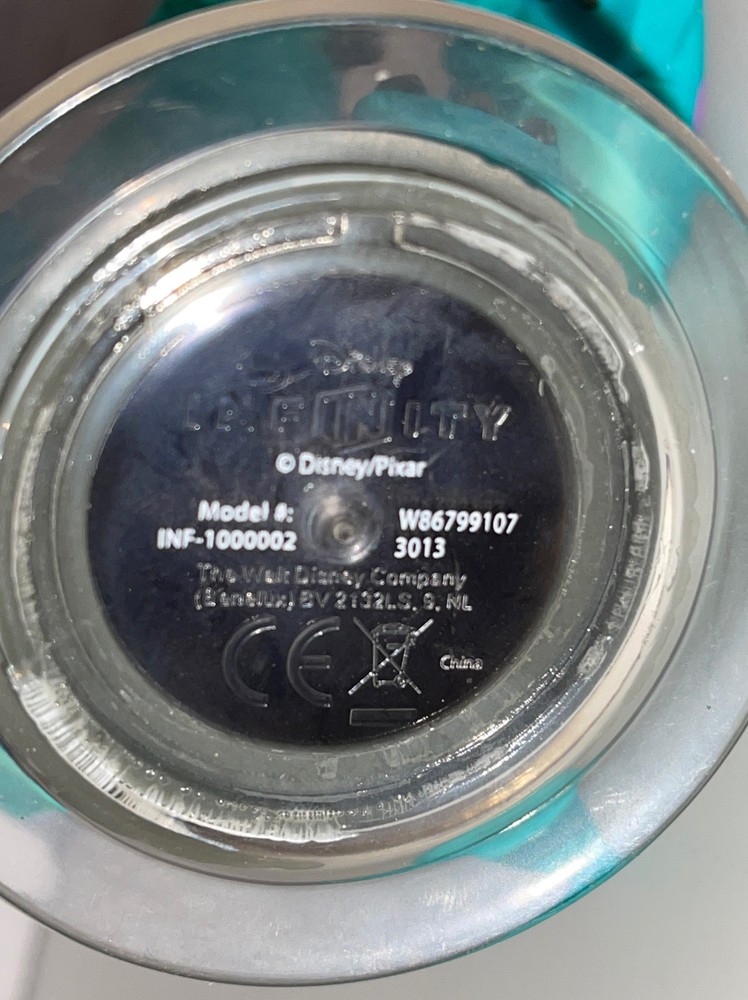 Disney
INFINITY
© Disney/Pixar
Model #:
INF-1000002
W86799107
3013
The Walt Disney Company
(Benelux) BV 2132LS, 9, NL
CE
China